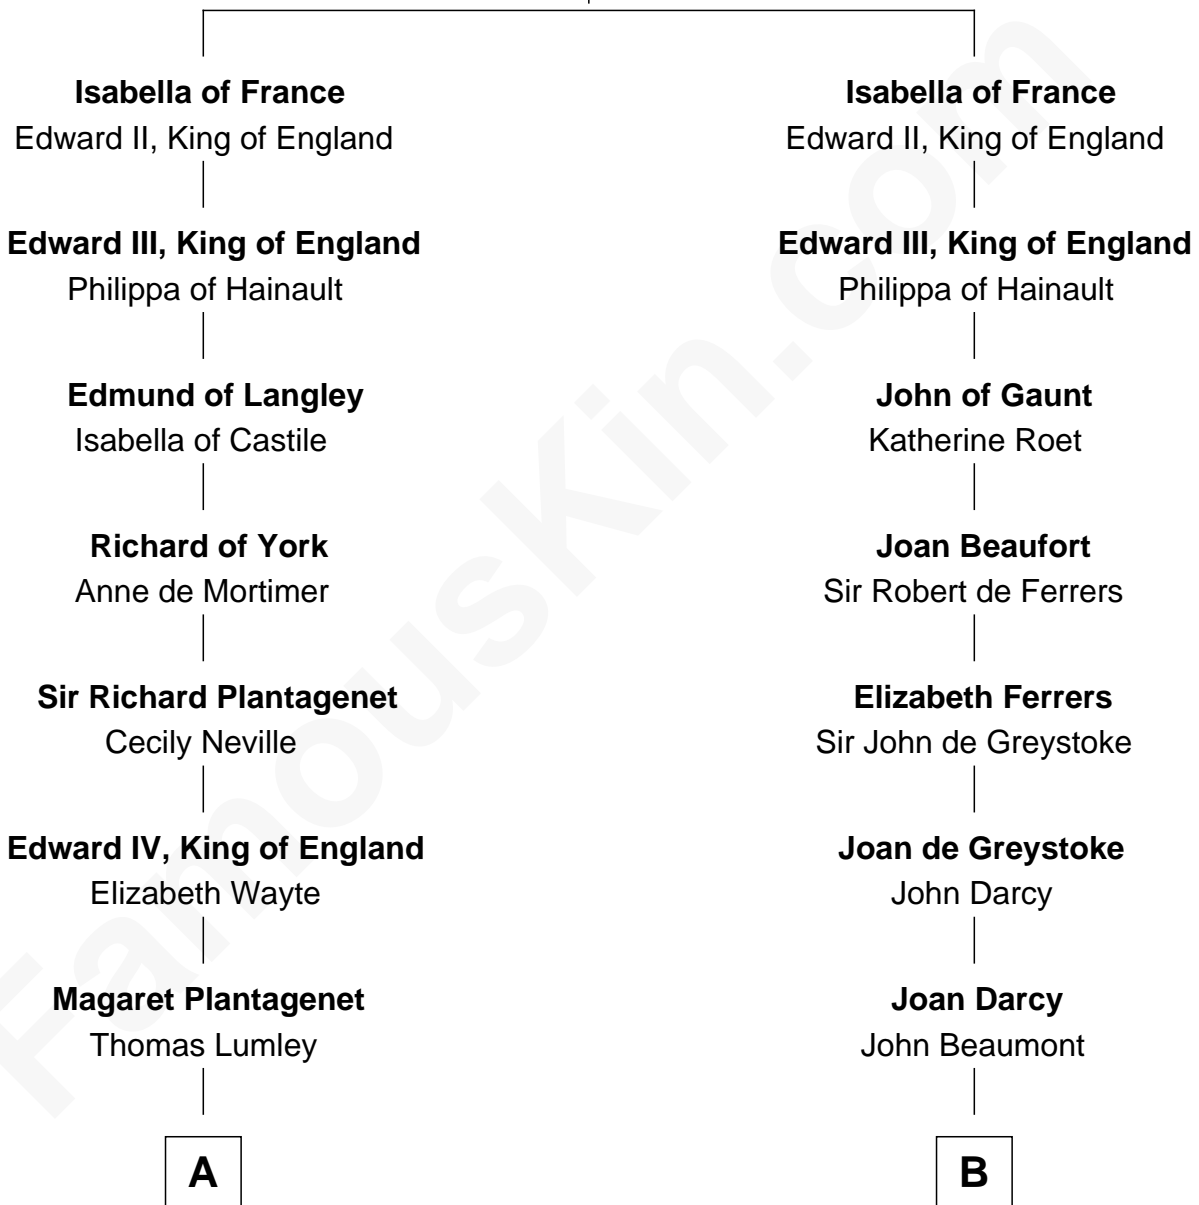 Isabella of France
Edward II, King of England
Edward III, King of England
Philippa of Hainault
Edmund of Langley
Isabella of Castile
Richard of York
Anne de Mortimer
Sir Richard Plantagenet
Cecily Neville
Edward IV, King of England
Elizabeth Wayte
Magaret Plantagenet
Thomas Lumley
A
Isabella of France
Edward II, King of England
Edward III, King of England
Philippa of Hainault
John of Gaunt
Katherine Roet
Joan Beaufort
Sir Robert de Ferrers
Elizabeth Ferrers
Sir John de Greystoke
Joan de Greystoke
John Darcy
Joan Darcy
John Beaumont
B
FamousKin.com